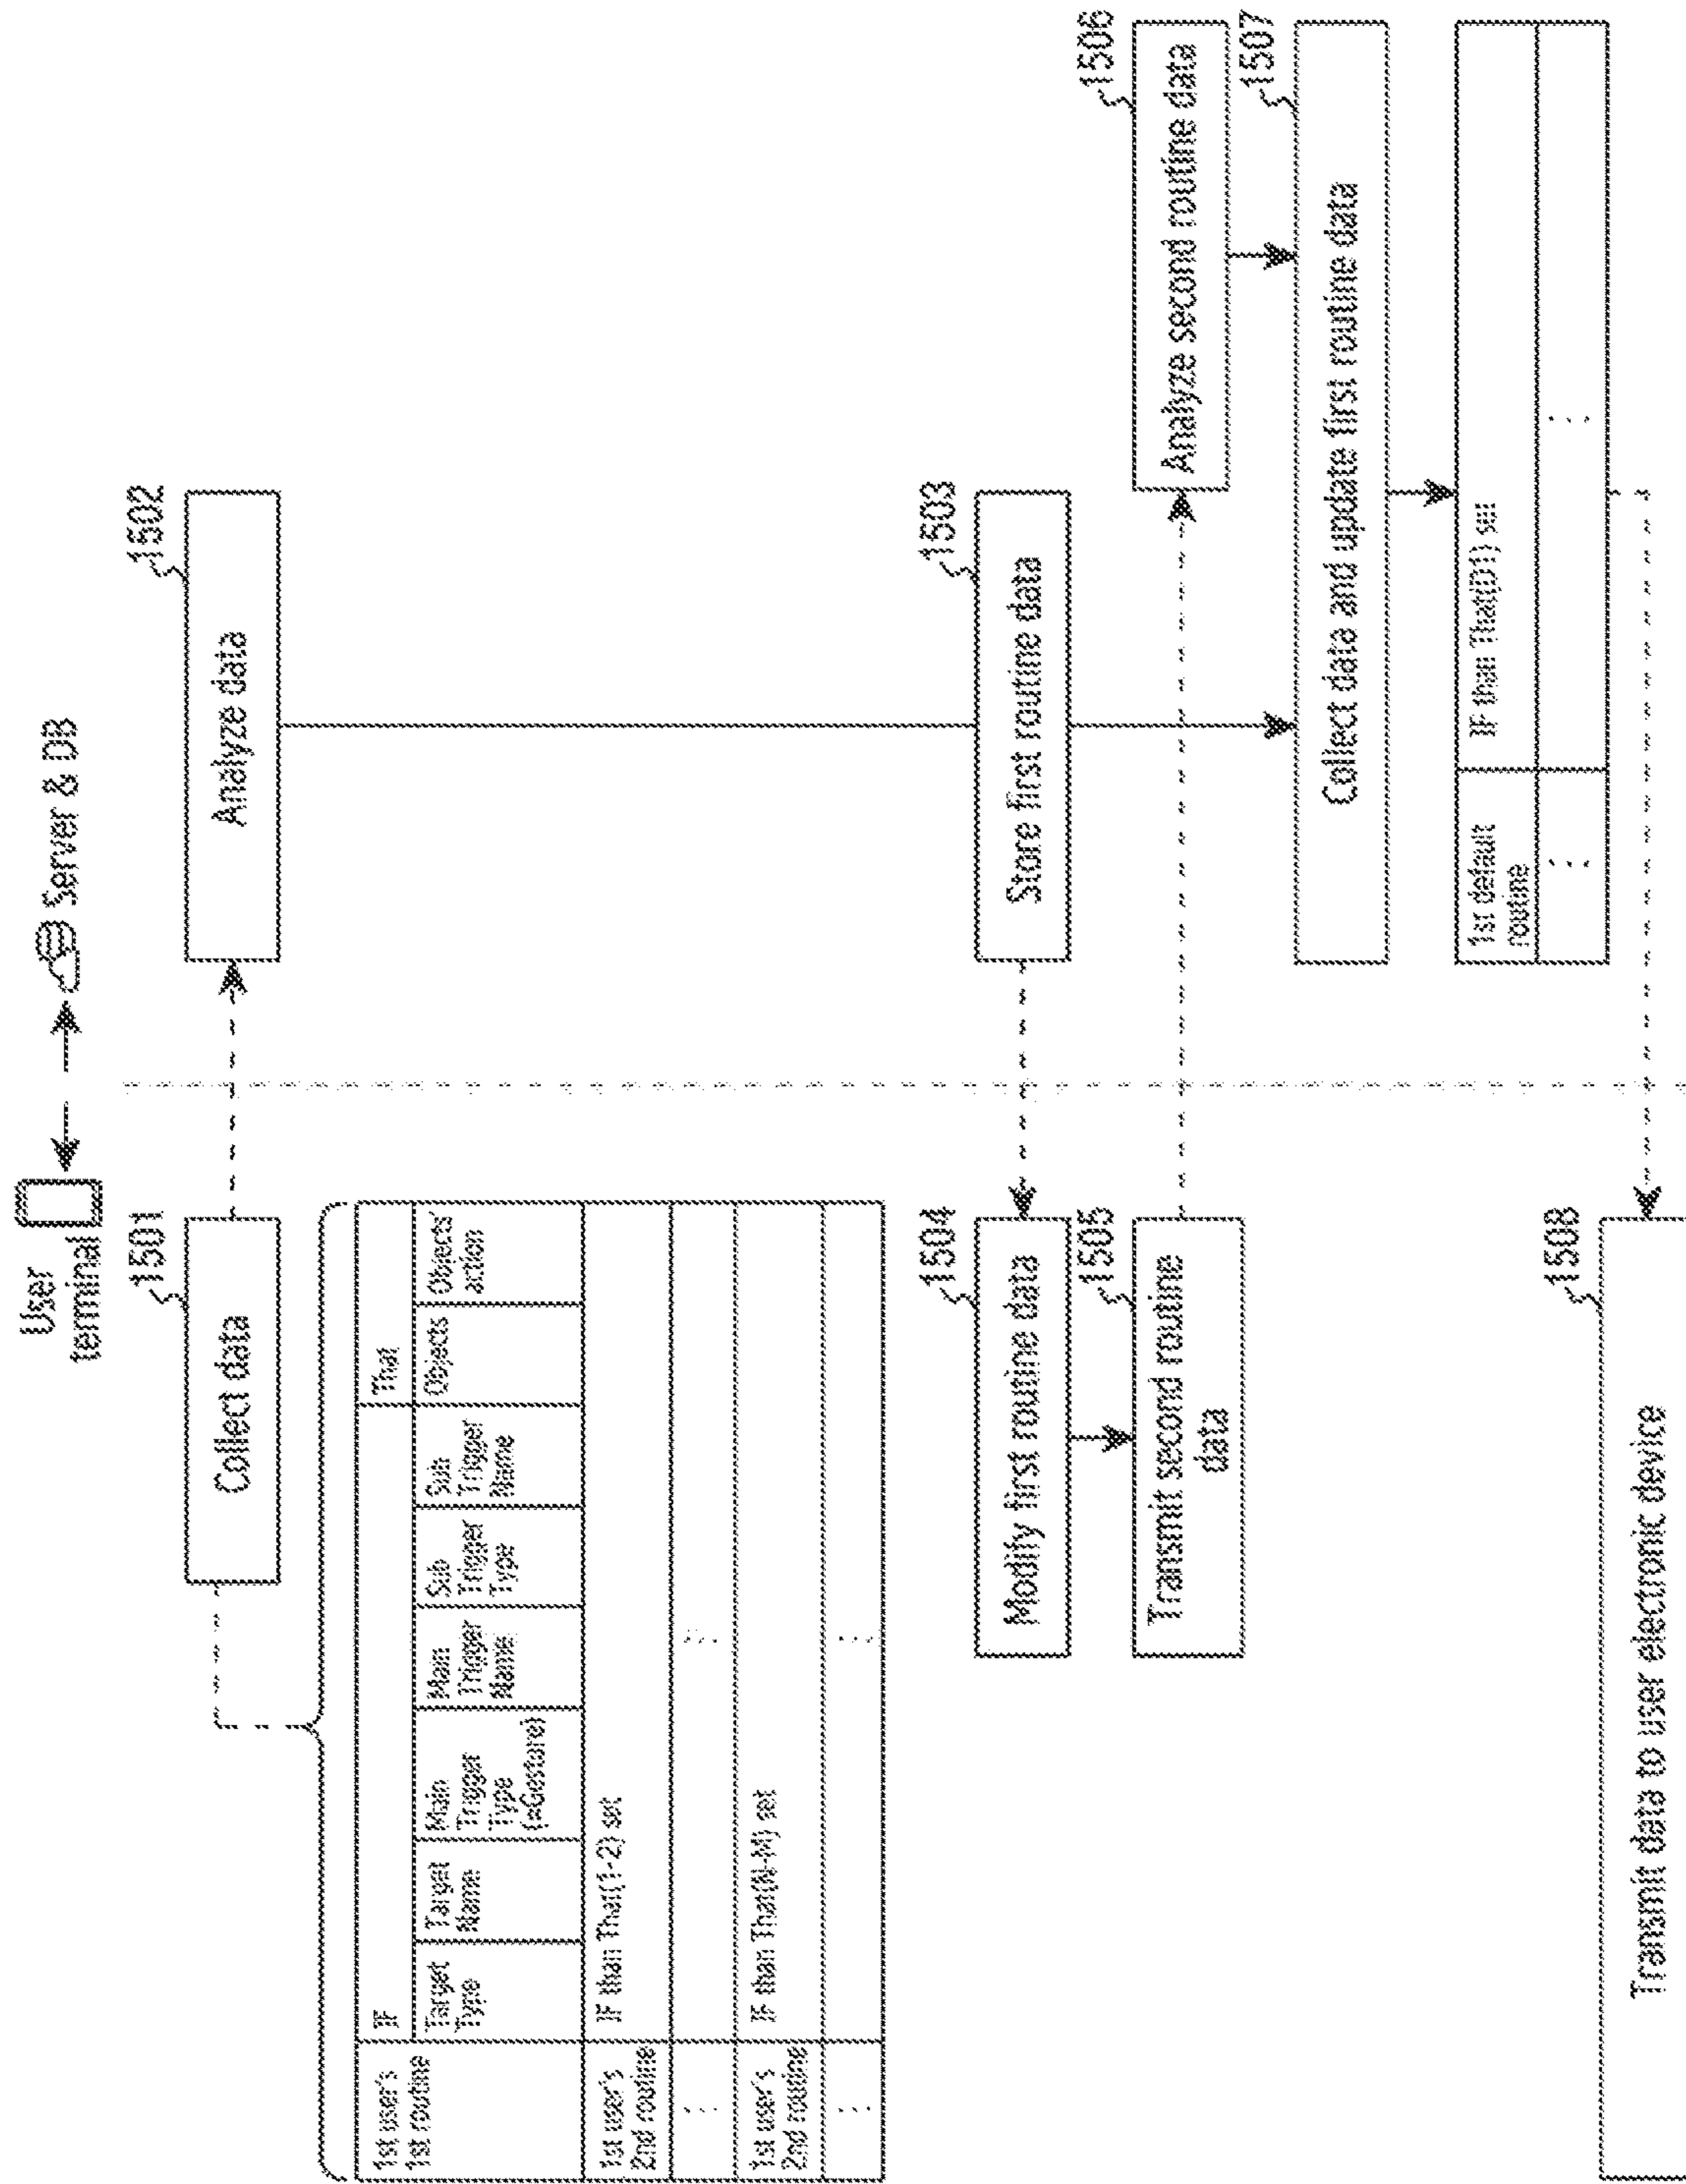 User
terminal
Server & DB
1501
Collect data
1502
Analyze data
1st user's
1st routine
IF
That
Target
Type
Target
Name
Main
Trigger
Type
(=Gesture)
Main
Trigger
Name
Sub
Trigger
Type
Sub
Trigger
Name
Objects
Objects'
action
1st user's
2nd routine
IF than That(1-2) set
1st user's
2nd routine
IF than That(N-M) set
1503
Store first routine data
1504
Modify first routine data
1505
Transmit second routine
data
1506
Analyze second routine data
1507
Collect data and update first routine data
1st default
routine
IF than That(D1) set
1508
Transmit data to user electronic device